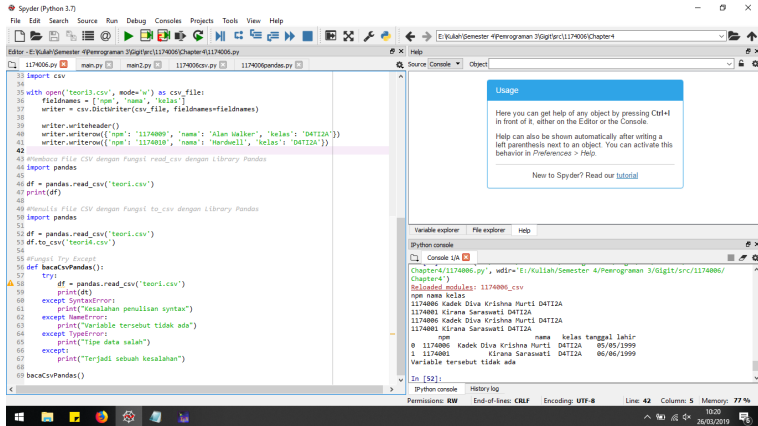 Spyder (Python 3.7)
File Edit Search Source Run Debug Consoles Projects Tools View Help
E:\Kuliah\Semester 4\Pemrograman 3\Gigit\src\1174006\Chapter4
Editor - E:\Kuliah\Semester 4\Pemrograman 3\Gigit\src\1174006\Chapter4\1174006.py
1174006.py main.py main2.py 1174006csv.py 1174006pandas.py
33 import csv
34
35 with open('teori3.csv', mode='w') as csv_file:
36 fieldnames = ['npm', 'nama', 'kelas']
37 writer = csv.DictWriter(csv_file, fieldnames=fieldnames)
38
39 writer.writeheader()
40 writer.writerow({'npm': '1174009', 'nama': 'Alan Walker', 'kelas': 'D4TI2A'})
41 writer.writerow({'npm': '1174010', 'nama': 'Hardwell', 'kelas': 'D4TI2A'})
42
43 #Membaca File CSV dengan Fungsi read_csv dengan Library Pandas
44 import pandas
45
46 df = pandas.read_csv('teori.csv')
47 print(df)
48
49 #Menulis File CSV dengan Fungsi to_csv dengan Library Pandas
50 import pandas
51
52 df = pandas.read_csv('teori.csv')
53 df.to_csv('teori4.csv')
54
55 #Fungsi Try Except
56 def bacaCsvPandas():
57 try:
58 df = pandas.read_csv('teori.csv')
59 print(dt)
60 except SyntaxError:
61 print("Kesalahan penulisan syntax")
62 except NameError:
63 print("Variable tersebut tidak ada")
64 except TypeError:
65 print("Tipe data salah")
66 except:
67 print("Terjadi sebuah kesalahan")
68
69 bacaCsvPandas()
Help
Source Console Object
Usage
Here you can get help of any object by pressing Ctrl+I
in front of it, either on the Editor or the Console.
Help can also be shown automatically after writing a
left parenthesis next to an object. You can activate this
behavior in Preferences > Help.
New to Spyder? Read our tutorial
Variable explorer File explorer Help
IPython console
Console 1/A
Chapter4/1174006.py', wdir='E:/Kuliah/Semester 4/Pemrograman 3/Gigit/src/1174006/
Chapter4')
Reloaded modules: 1174006_csv
npm nama kelas
1174006 Kadek Diva Krishna Murti D4TI2A
1174001 Kirana Saraswati D4TI2A
1174006 Kadek Diva Krishna Murti D4TI2A
1174001 Kirana Saraswati D4TI2A
npm nama kelas tanggal lahir
0 1174006 Kadek Diva Krishna Murti D4TI2A 05/05/1999
1 1174001 Kirana Saraswati D4TI2A 06/06/1999
Variable tersebut tidak ada
In [52]:
IPython console History log
Permissions: RW End-of-lines: CRLF Encoding: UTF-8 Line: 42 Column: 5 Memory: 77 %
10:20
26/03/2019